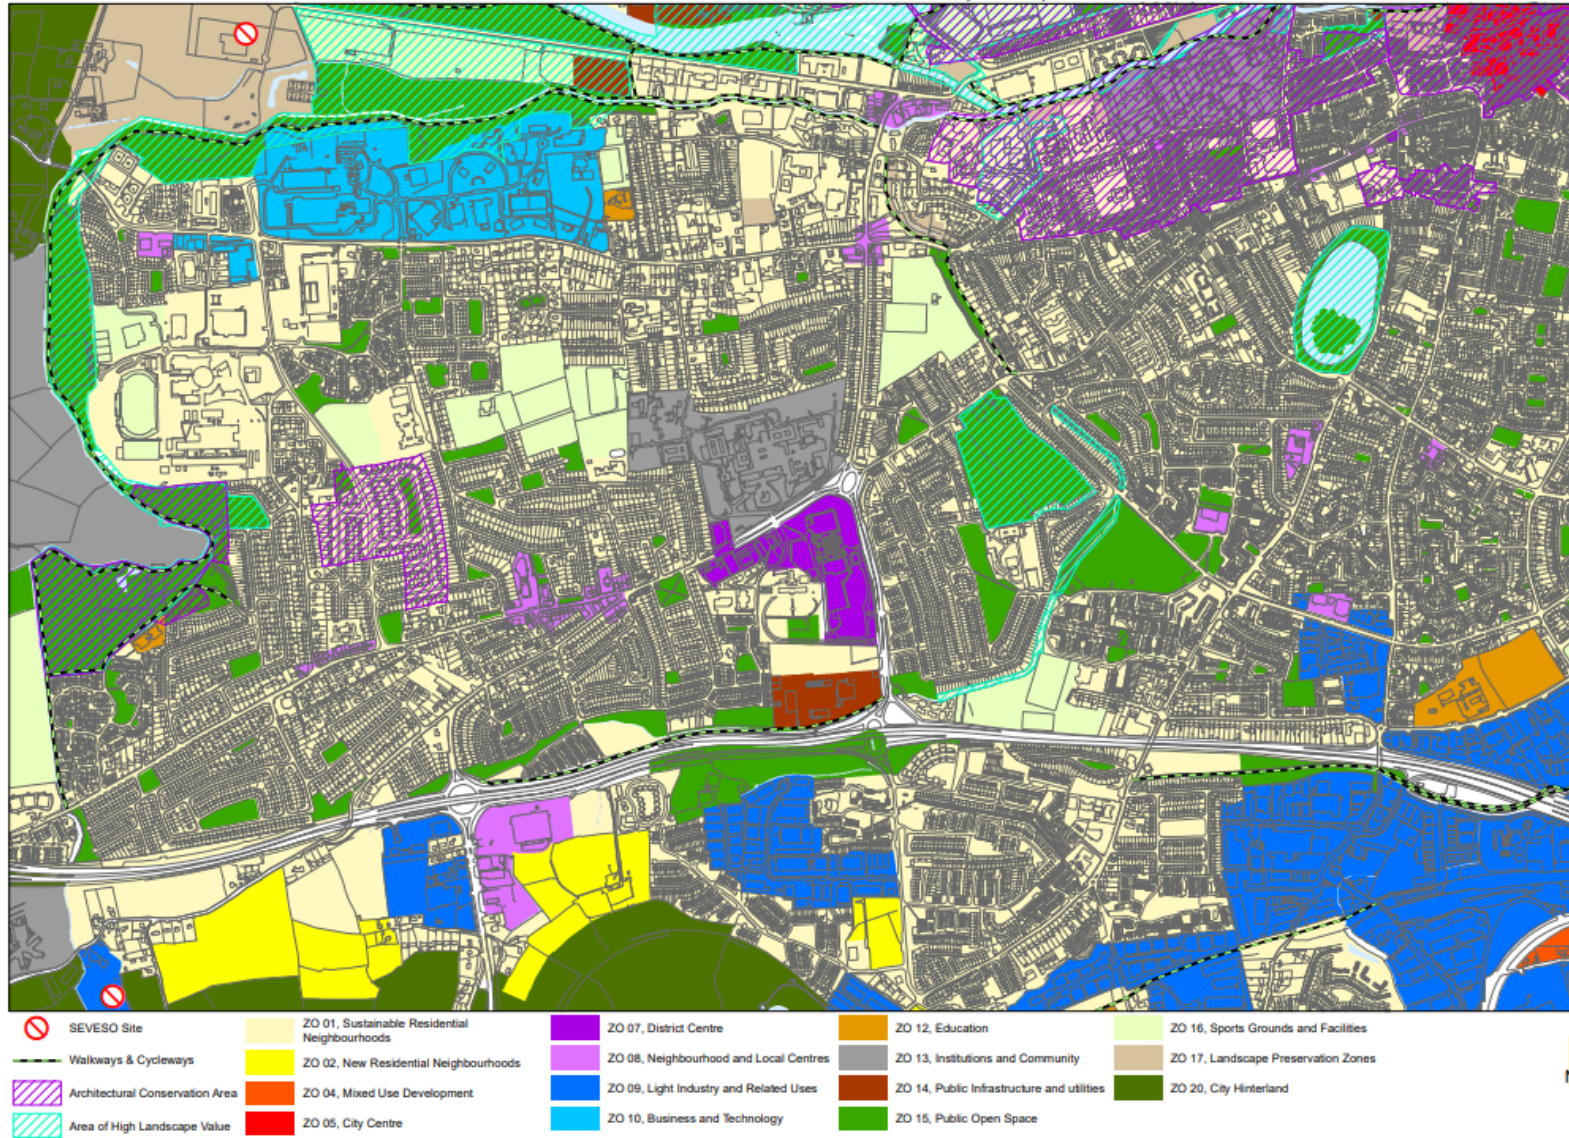 SEVESO Site
Walkways & Cycleways
Architectural Conservation Area
Area of High Landscape Value
ZO 01, Sustainable Residential
Neighbourhoods
ZO 02, New Residential Neighbourhoods
ZO 04, Mixed Use Development
ZO 05, City Centre
ZO 07, District Centre
ZO 08, Neighbourhood and Local Centres
ZO 09, Light Industry and Related Uses
ZO 10, Business and Technology
ZO 12, Education
ZO 13, Institutions and Community
ZO 14, Public Infrastructure and utilities
ZO 15, Public Open Space
ZO 16, Sports Grounds and Facilities
ZO 17, Landscape Preservation Zones
ZO 20, City Hinterland